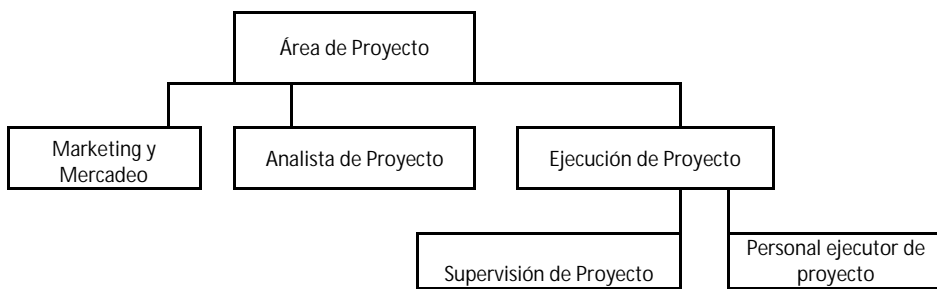 Área de Proyecto
Marketing y
Mercadeo
Analista de Proyecto
Ejecución de Proyecto
Supervisión de Proyecto
Personal ejecutor de
proyecto